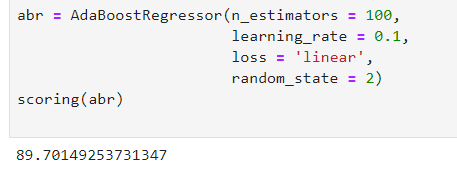 abr = AdaBoostRegressor(n_estimators = 100,
learning_rate = 0.1,
loss = 'linear',
random_state = 2)
scoring(abr)
89.70149253731347